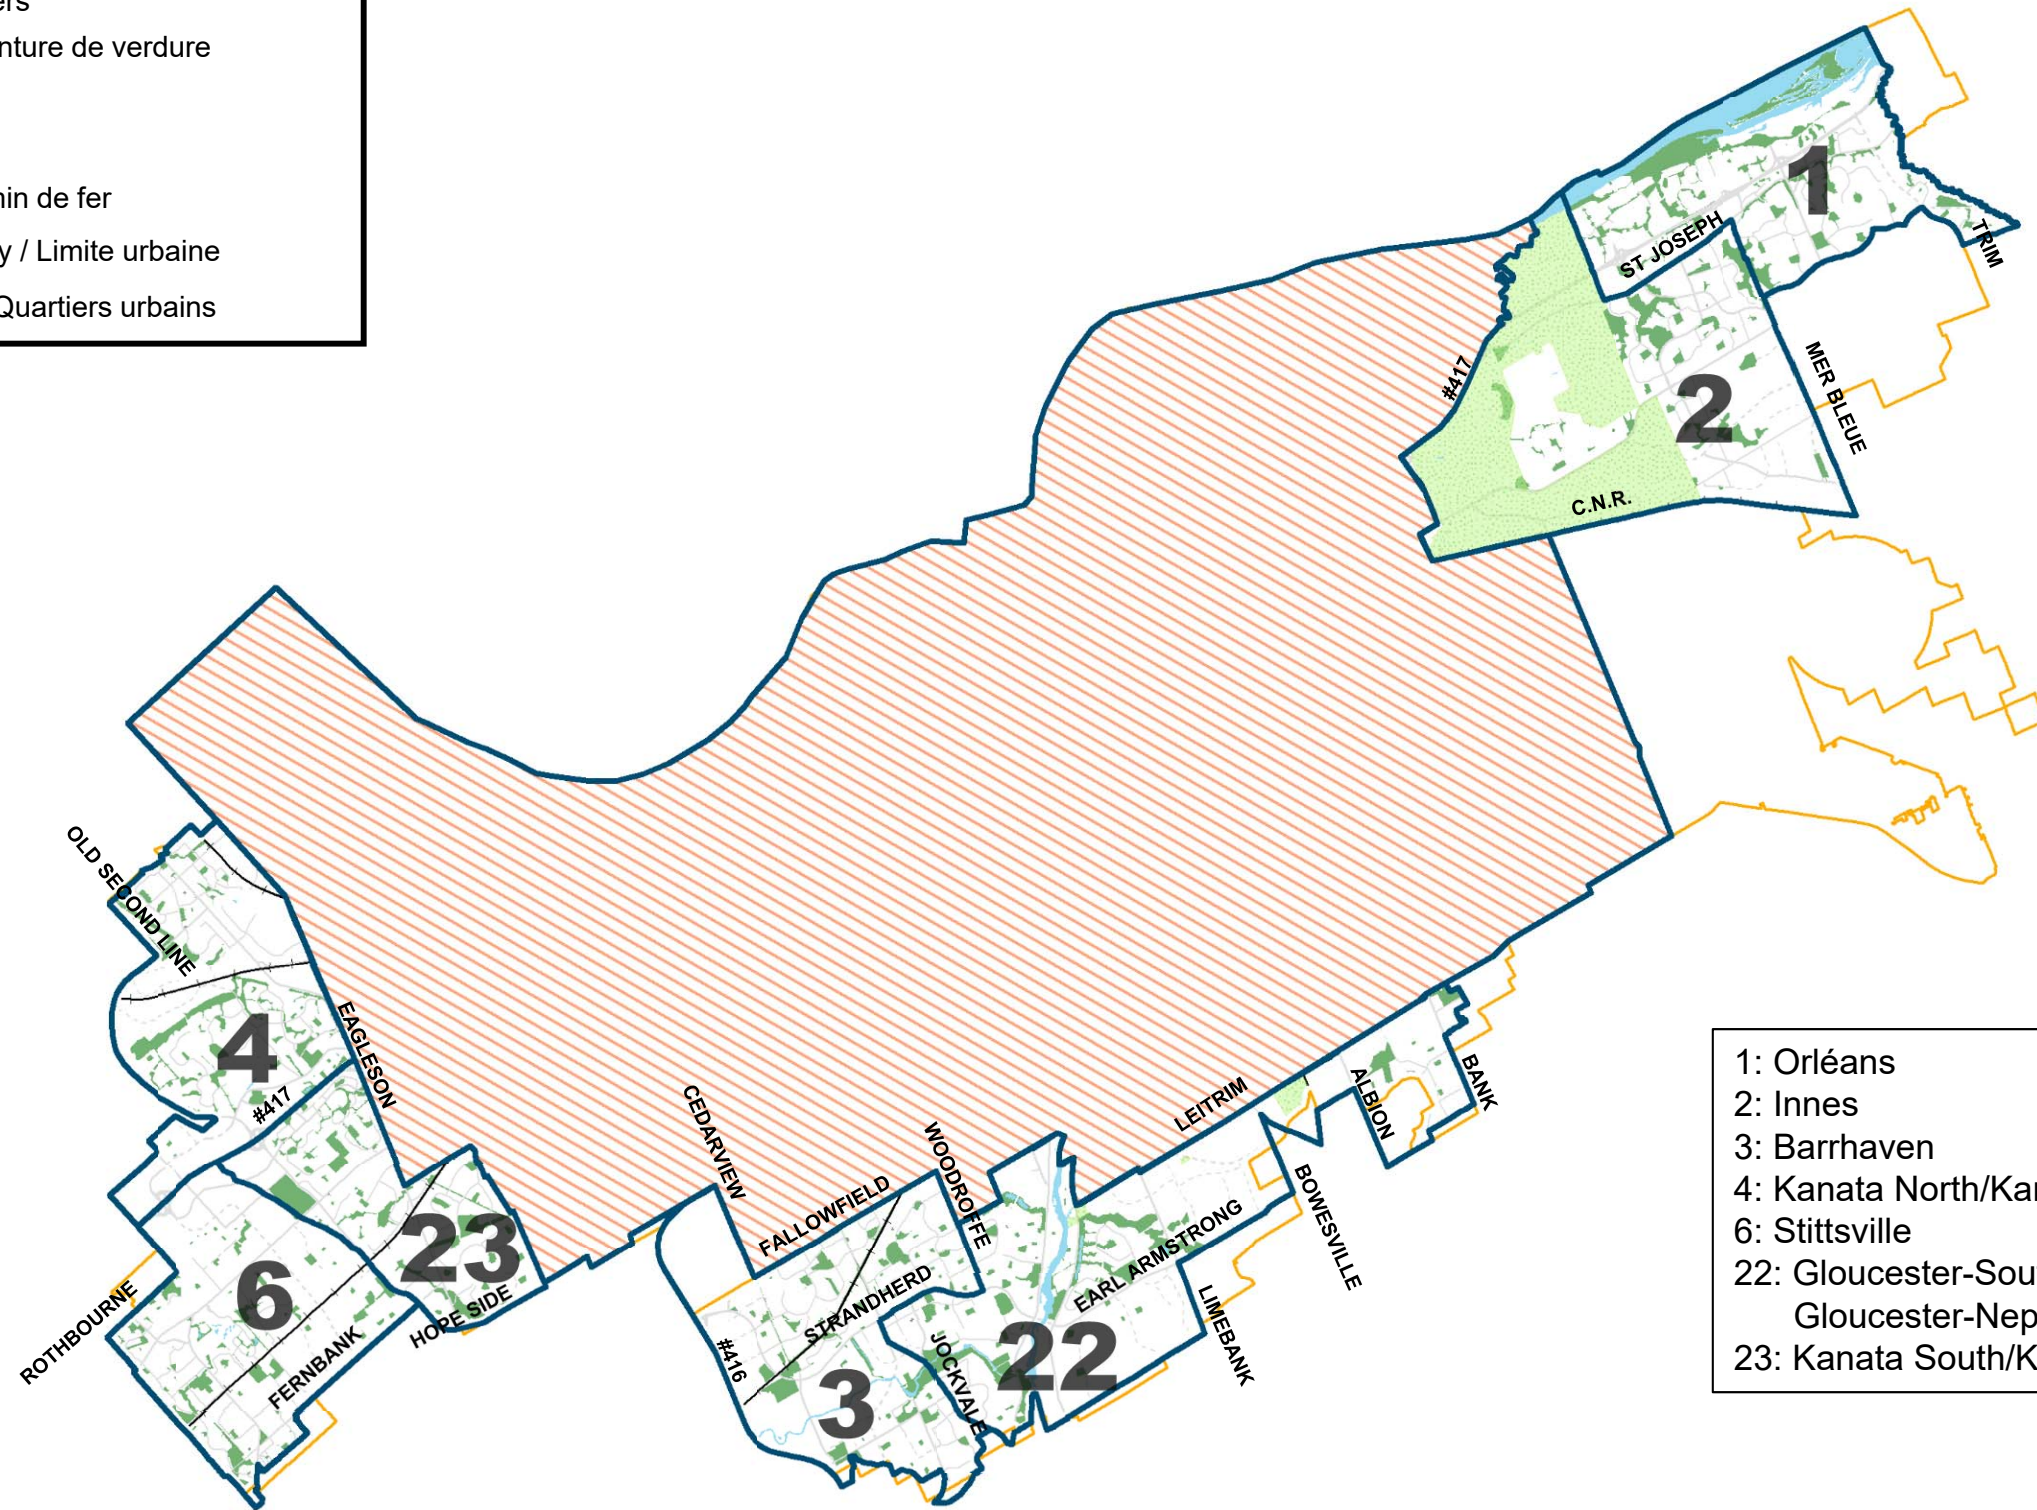 ers
nture de verdure
in de fer
y / Limite urbaine
Quartiers urbains
1
TRIM
ST JOSEPH
#417
MER BLEUE
2
C.N.R.
OLD SECOND LINE
4
EAGLESON
#417
23
6
ROTHBOURNE
FERNBANK
HOPE SIDE
CEDARVIEW
WOODROFFE
FALLOWFIELD
STRANDHERD
#416
3
JOCKVALE
22
EARL ARMSTRONG
LEITRIM
LIMEBANK
BOWESVILLE
ALBION
BANK
1: Orléans
2: Innes
3: Barrhaven
4: Kanata North/Kan
6: Stittsville
22: Gloucester-Sou
Gloucester-Nep
23: Kanata South/K